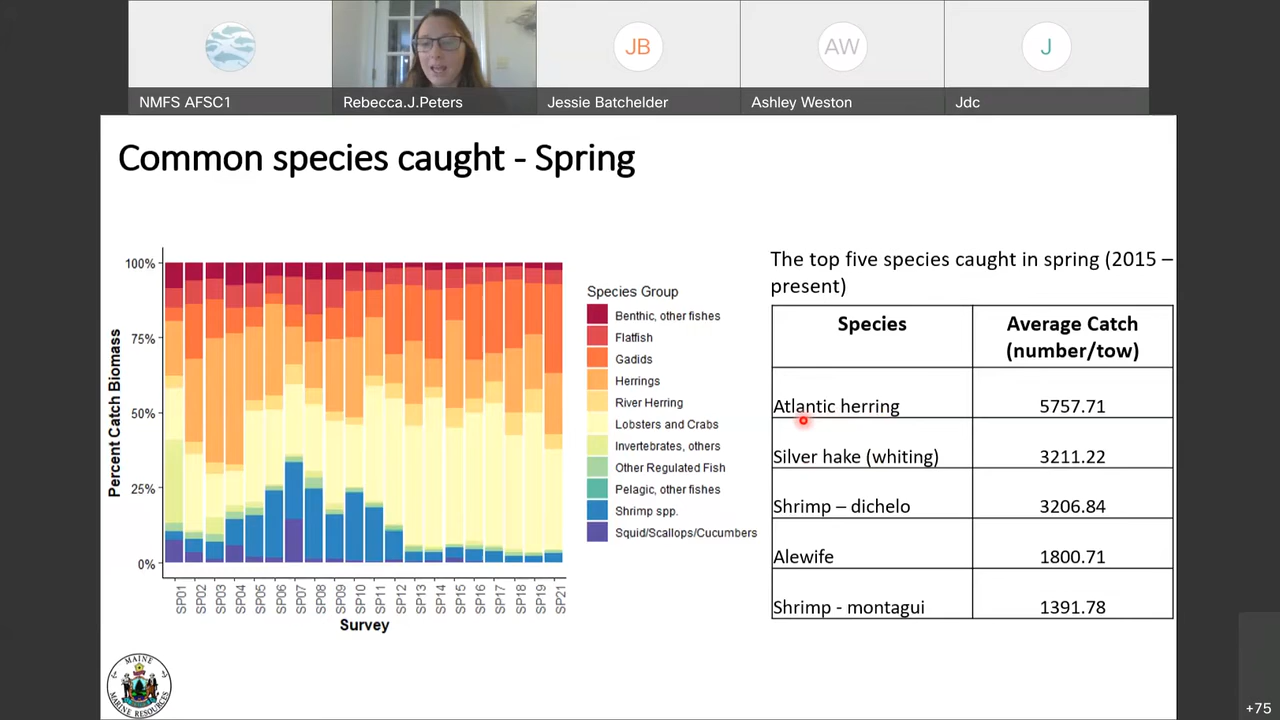 JB
AW
J
NMFS AFSC1
Rebecca.J.Peters
Jessie Batchelder
Ashley Weston
Jdc
Common species caught - Spring
Percent Catch Biomass
100%
75%
50%
25%
0%
SP01
SP02
SP03
SP04
SP05
SP06
SP07
SP08
SP09
SP10
SP11
SP12
SP13
SP14
SP15
SP16
SP17
SP18
SP19
SP21
Survey
Species Group
Benthic, other fishes
Flatfish
Gadids
Herrings
River Herring
Lobsters and Crabs
Invertebrates, others
Other Regulated Fish
Pelagic, other fishes
Shrimp spp.
Squid/Scallops/Cucumbers
The top five species caught in spring (2015 –
present)
Species
Average Catch
(number/tow)
Atlantic herring 5757.71
Silver hake (whiting) 3211.22
Shrimp – dichelo 3206.84
Alewife 1800.71
Shrimp - montagui 1391.78
MAINE
MARINE RESOURCES
+75